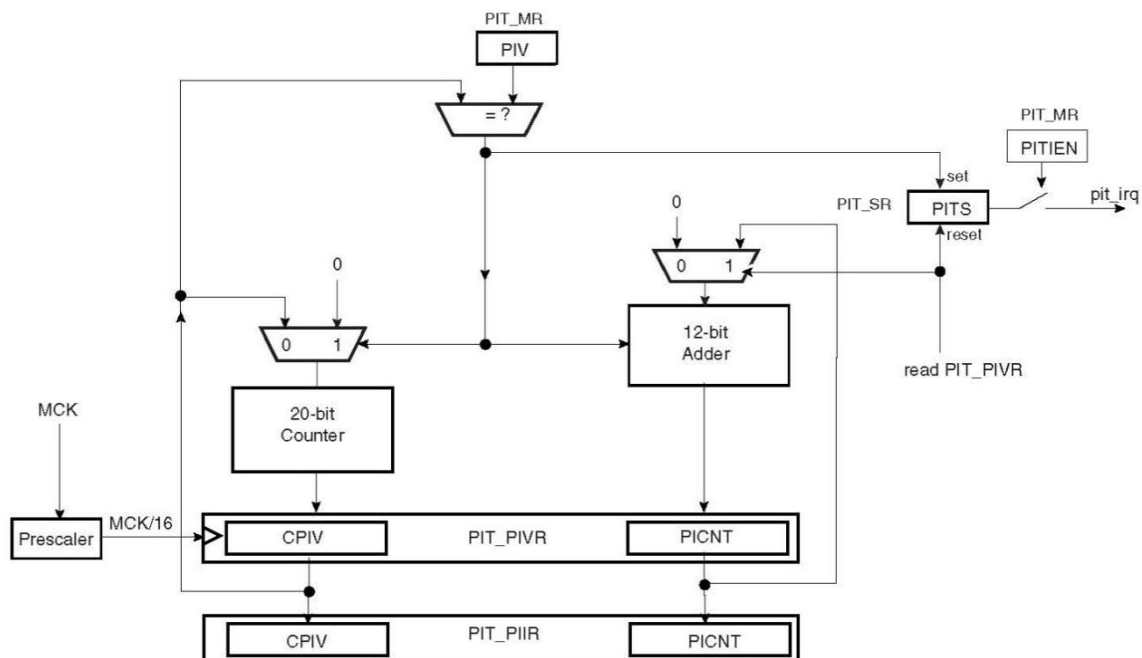 PIT_MR
PIV
= ?
PIT_MR
PITIEN
set
PIT_SR
PITS
pit_irq
reset
0
0 1
0
0 1
12-bit
Adder
read PIT_PIVR
MCK
20-bit
Counter
Prescaler
MCK/16
CPIV
PIT_PIVR
PICNT
CPIV
PIT_PIIR
PICNT